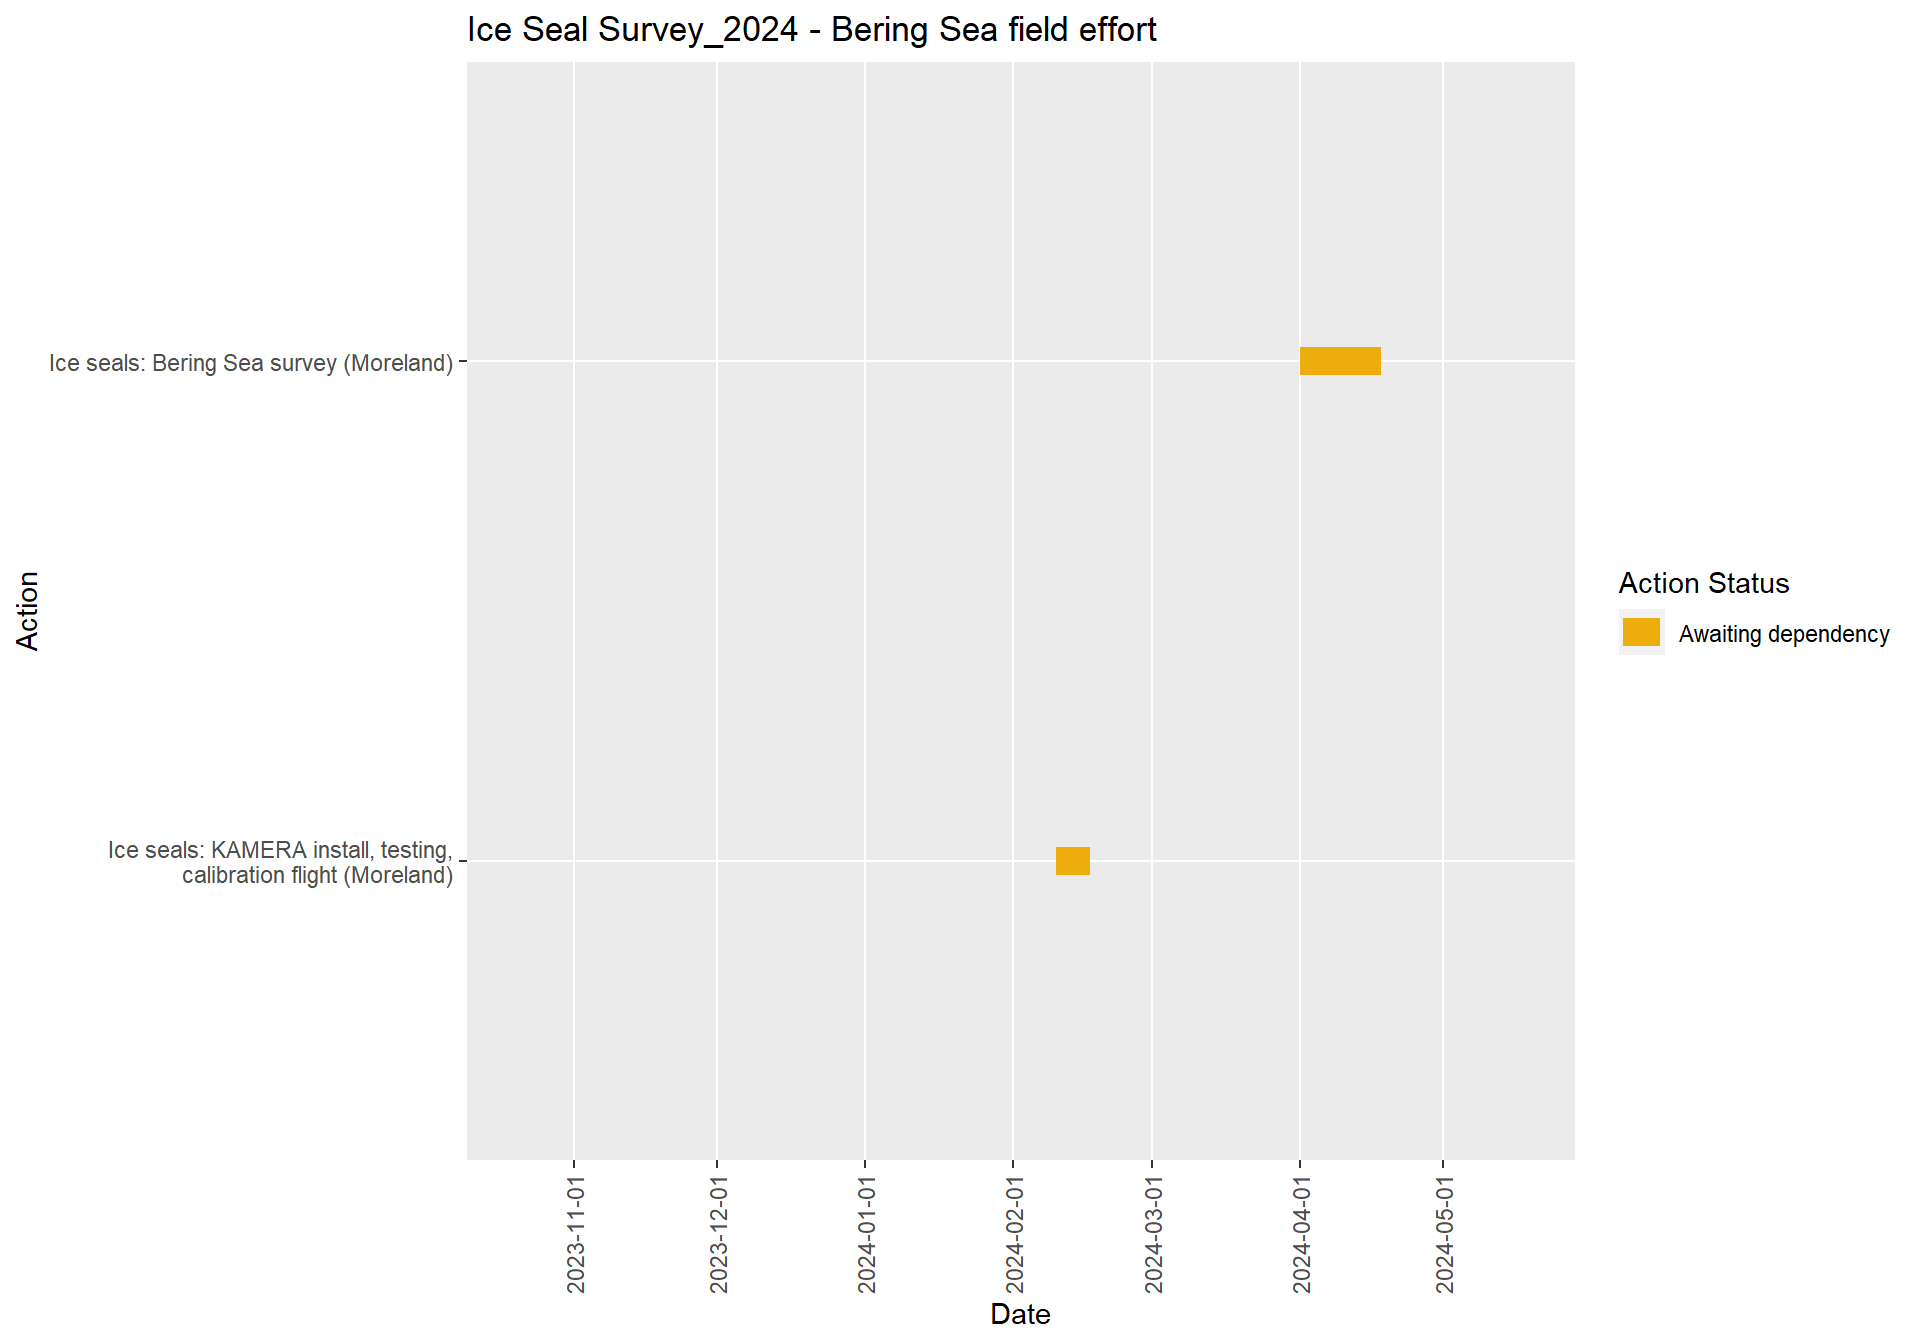 Ice Seal Survey_2024 - Bering Sea field effort
Action
Ice seals: Bering Sea survey (Moreland)
Ice seals: KAMERA install, testing,
calibration flight (Moreland)
2023-11-01
2023-12-01
2024-01-01
2024-02-01
2024-03-01
2024-04-01
2024-05-01
Date
Action Status
Awaiting dependency